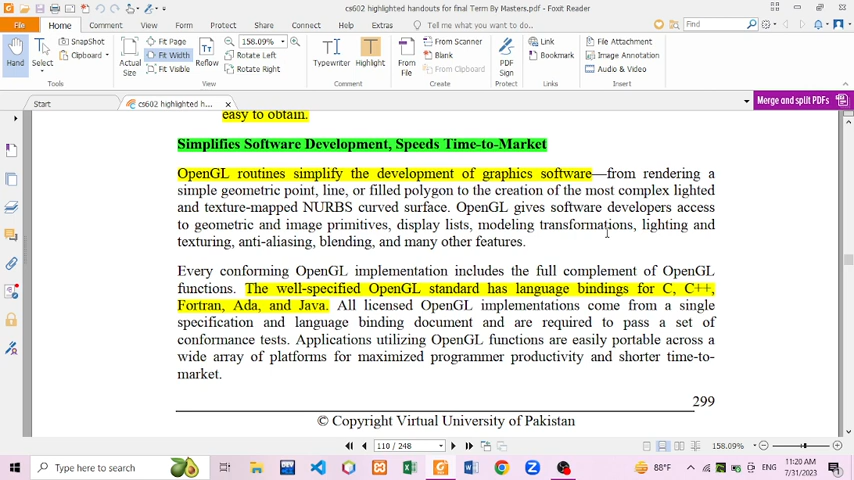 cs602 highlighted handouts for final Term By Masters.pdf - Foxit Reader
File Home Comment View Form Protect Share Connect Help Extras Tell me what you want to do... Find
Hand
Select
SnapShot
Clipboard
Tools
Actual Size
Fit Page
Fit Width
Fit Visible
Reflow
158.09%
Rotate Left
Rotate Right
View
Typewriter
Highlight
Comment
From File
From Scanner
Blank
From Clipboard
Create
PDF Sign
Protect
Link
Bookmark
Links
File Attachment
Image Annotation
Audio & Video
Insert
Start cs602 highlighted h... Merge and split PDFs
easy to obtain.
Simplifies Software Development, Speeds Time-to-Market
OpenGL routines simplify the development of graphics software—from rendering a
simple geometric point, line, or filled polygon to the creation of the most complex lighted
and texture-mapped NURBS curved surface. OpenGL gives software developers access
to geometric and image primitives, display lists, modeling transformations, lighting and
texturing, anti-aliasing, blending, and many other features.
Every conforming OpenGL implementation includes the full complement of OpenGL
functions. The well-specified OpenGL standard has language bindings for C, C++,
Fortran, Ada, and Java. All licensed OpenGL implementations come from a single
specification and language binding document and are required to pass a set of
conformance tests. Applications utilizing OpenGL functions are easily portable across a
wide array of platforms for maximized programmer productivity and shorter time-to-
market.
299
© Copyright Virtual University of Pakistan
110 / 248 158.09%
Type here to search 88°F ENG 11:20 AM
7/31/2023